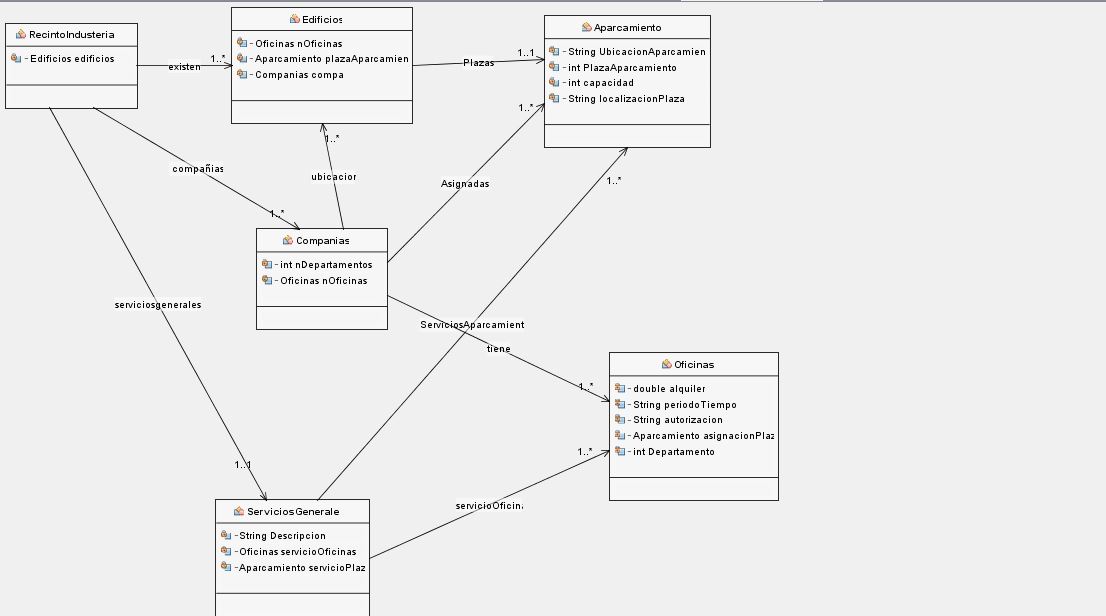 RecintoIndusteria
- Edificios edificios
existen
1..*
Edificios
- Oficinas nOficinas
- Aparcamiento plazaAparcamien
- Companias compa
Plazas
1..1
Aparcamiento
- String UbicacionAparcamien
- int PlazaAparcamiento
- int capacidad
- String localizacionPlaza
1..*
1..*
compañias
ubicacior
Asignadas
1..*
1..*
Companias
- int nDepartamentos
- Oficinas nOficinas
serviciosgenerales
ServiciosAparcamient
tiene
1..*
Oficinas
- double alquiler
- String periodoTiempo
- String autorizacion
- Aparcamiento asignacionPlaz
- int Departamento
1..*
1..1
servicioOficin
ServiciosGenerale
- String Descripcion
- Oficinas servicioOficinas
- Aparcamiento servicioPlaz